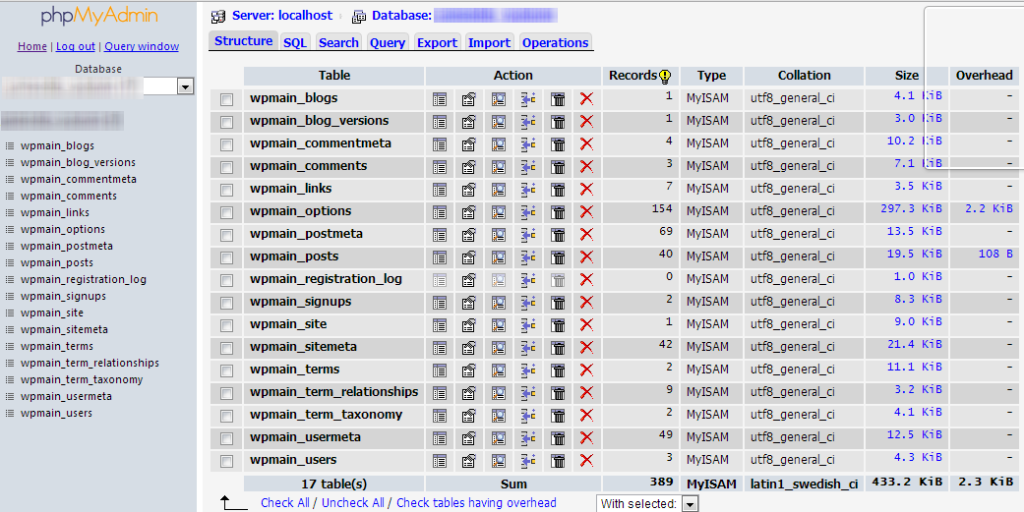 phpMyAdmin
Home | Log out | Query window
Database
wpmain_blogs
wpmain_blog_versions
wpmain_commentmeta
wpmain_comments
wpmain_links
wpmain_options
wpmain_postmeta
wpmain_posts
wpmain_registration_log
wpmain_signups
wpmain_site
wpmain_sitemeta
wpmain_terms
wpmain_term_relationships
wpmain_term_taxonomy
wpmain_usermeta
wpmain_users
Server: localhost › Database:
Structure SQL Search Query Export Import Operations
Table Action Records Type Collation Size Overhead
wpmain_blogs 1 MyISAM utf8_general_ci 4.1 KiB -
wpmain_blog_versions 1 MyISAM utf8_general_ci 3.0 KiB -
wpmain_commentmeta 4 MyISAM utf8_general_ci 10.2 KiB -
wpmain_comments 3 MyISAM utf8_general_ci 7.1 KiB -
wpmain_links 7 MyISAM utf8_general_ci 3.5 KiB -
wpmain_options 154 MyISAM utf8_general_ci 297.3 KiB 2.2 KiB
wpmain_postmeta 69 MyISAM utf8_general_ci 13.5 KiB -
wpmain_posts 40 MyISAM utf8_general_ci 19.5 KiB 108 B
wpmain_registration_log 0 MyISAM utf8_general_ci 1.0 KiB -
wpmain_signups 2 MyISAM utf8_general_ci 8.3 KiB -
wpmain_site 1 MyISAM utf8_general_ci 9.0 KiB -
wpmain_sitemeta 42 MyISAM utf8_general_ci 21.4 KiB -
wpmain_terms 2 MyISAM utf8_general_ci 11.1 KiB -
wpmain_term_relationships 9 MyISAM utf8_general_ci 3.2 KiB -
wpmain_term_taxonomy 2 MyISAM utf8_general_ci 4.1 KiB -
wpmain_usermeta 49 MyISAM utf8_general_ci 12.5 KiB -
wpmain_users 3 MyISAM utf8_general_ci 4.3 KiB -
17 table(s) Sum 389 MyISAM latin1_swedish_ci 433.2 KiB 2.3 KiB
Check All / Uncheck All / Check tables having overhead With selected: